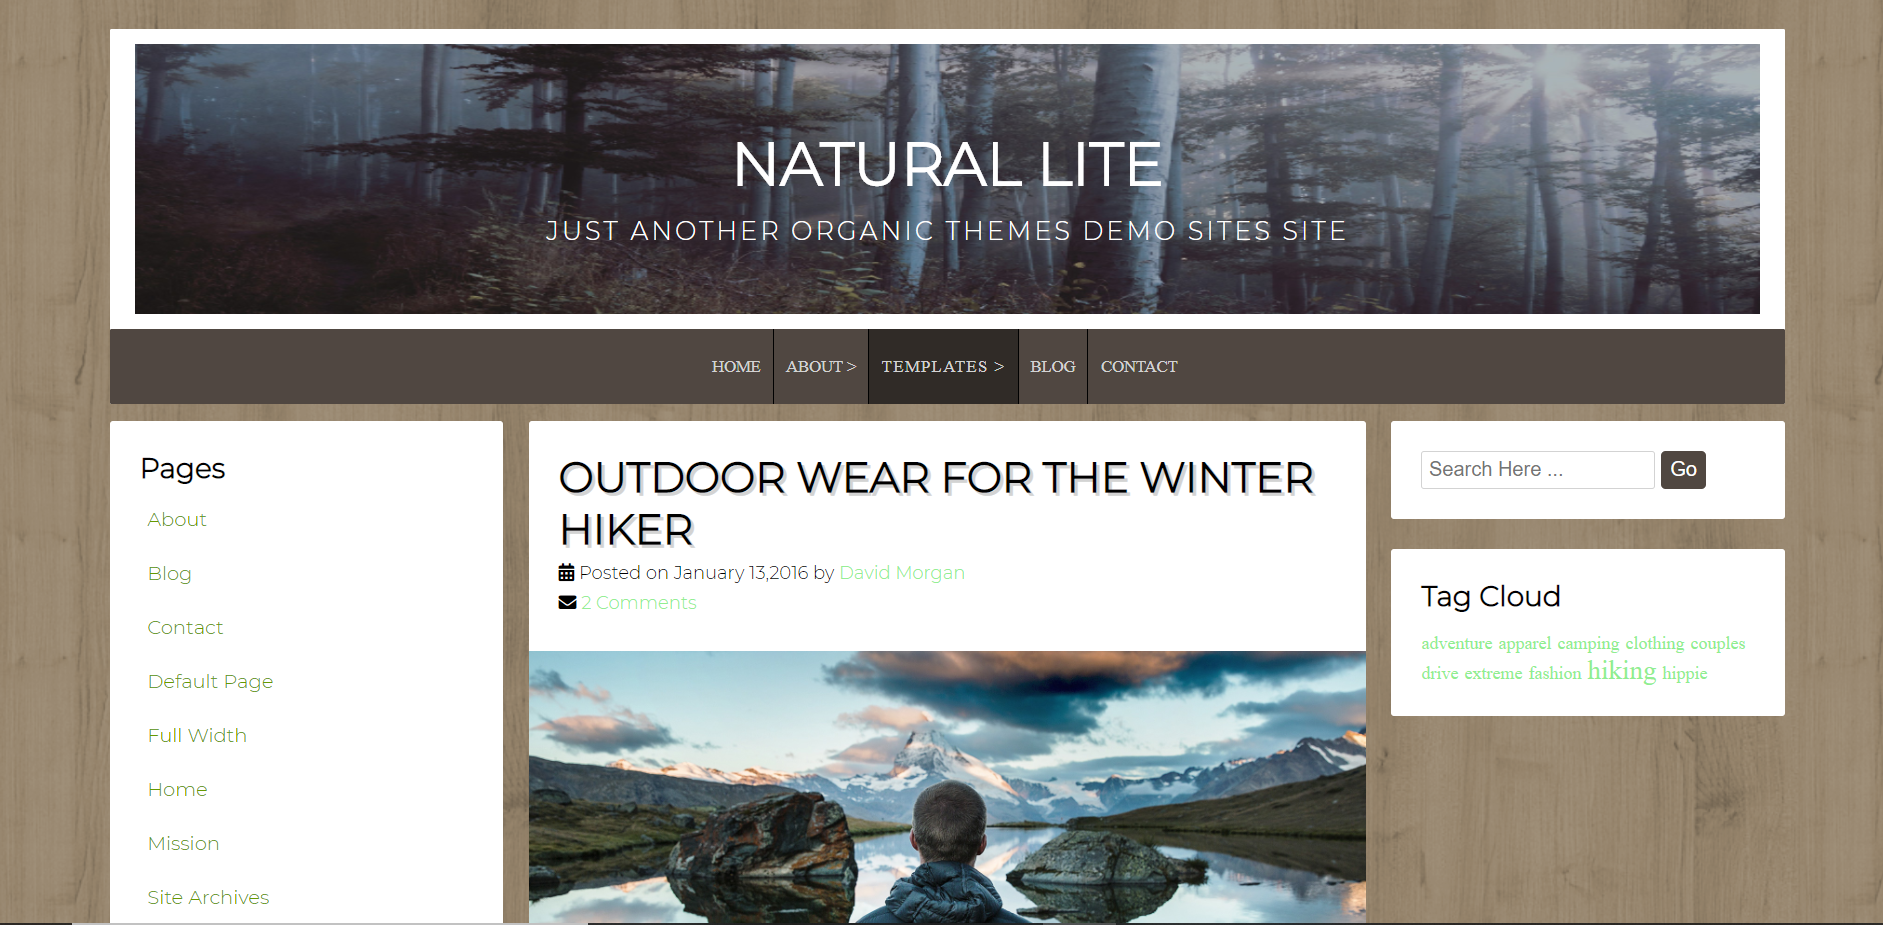 NATURAL LITE
JUST ANOTHER ORGANIC THEMES DEMO SITES SITE
HOME ABOUT > TEMPLATES > BLOG CONTACT
Pages
About
Blog
Contact
Default Page
Full Width
Home
Mission
Site Archives
OUTDOOR WEAR FOR THE WINTER
HIKER
Posted on January 13,2016 by David Morgan
2 Comments
Search Here ... Go
Tag Cloud
adventure apparel camping clothing couples
drive extreme fashion hiking hippie